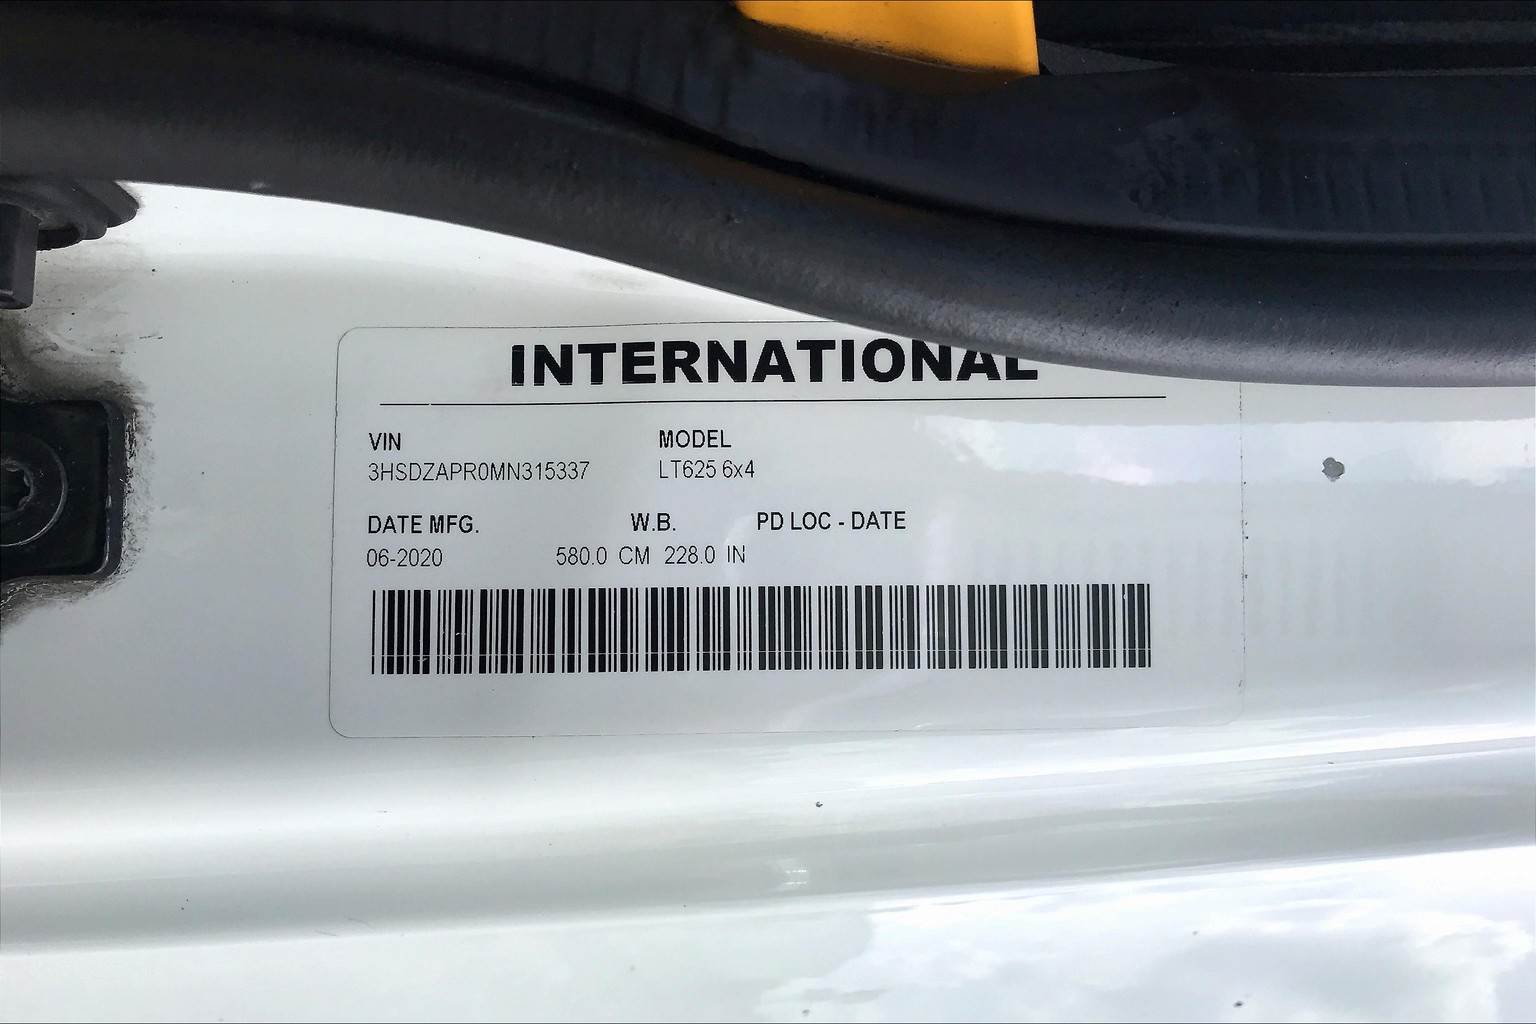 INTERNATIONAL
VIN MODEL
3HSDZAPR0MN315337 LT625 6x4
DATE MFG. W.B. PD LOC - DATE
06-2020 580.0 CM 228.0 IN